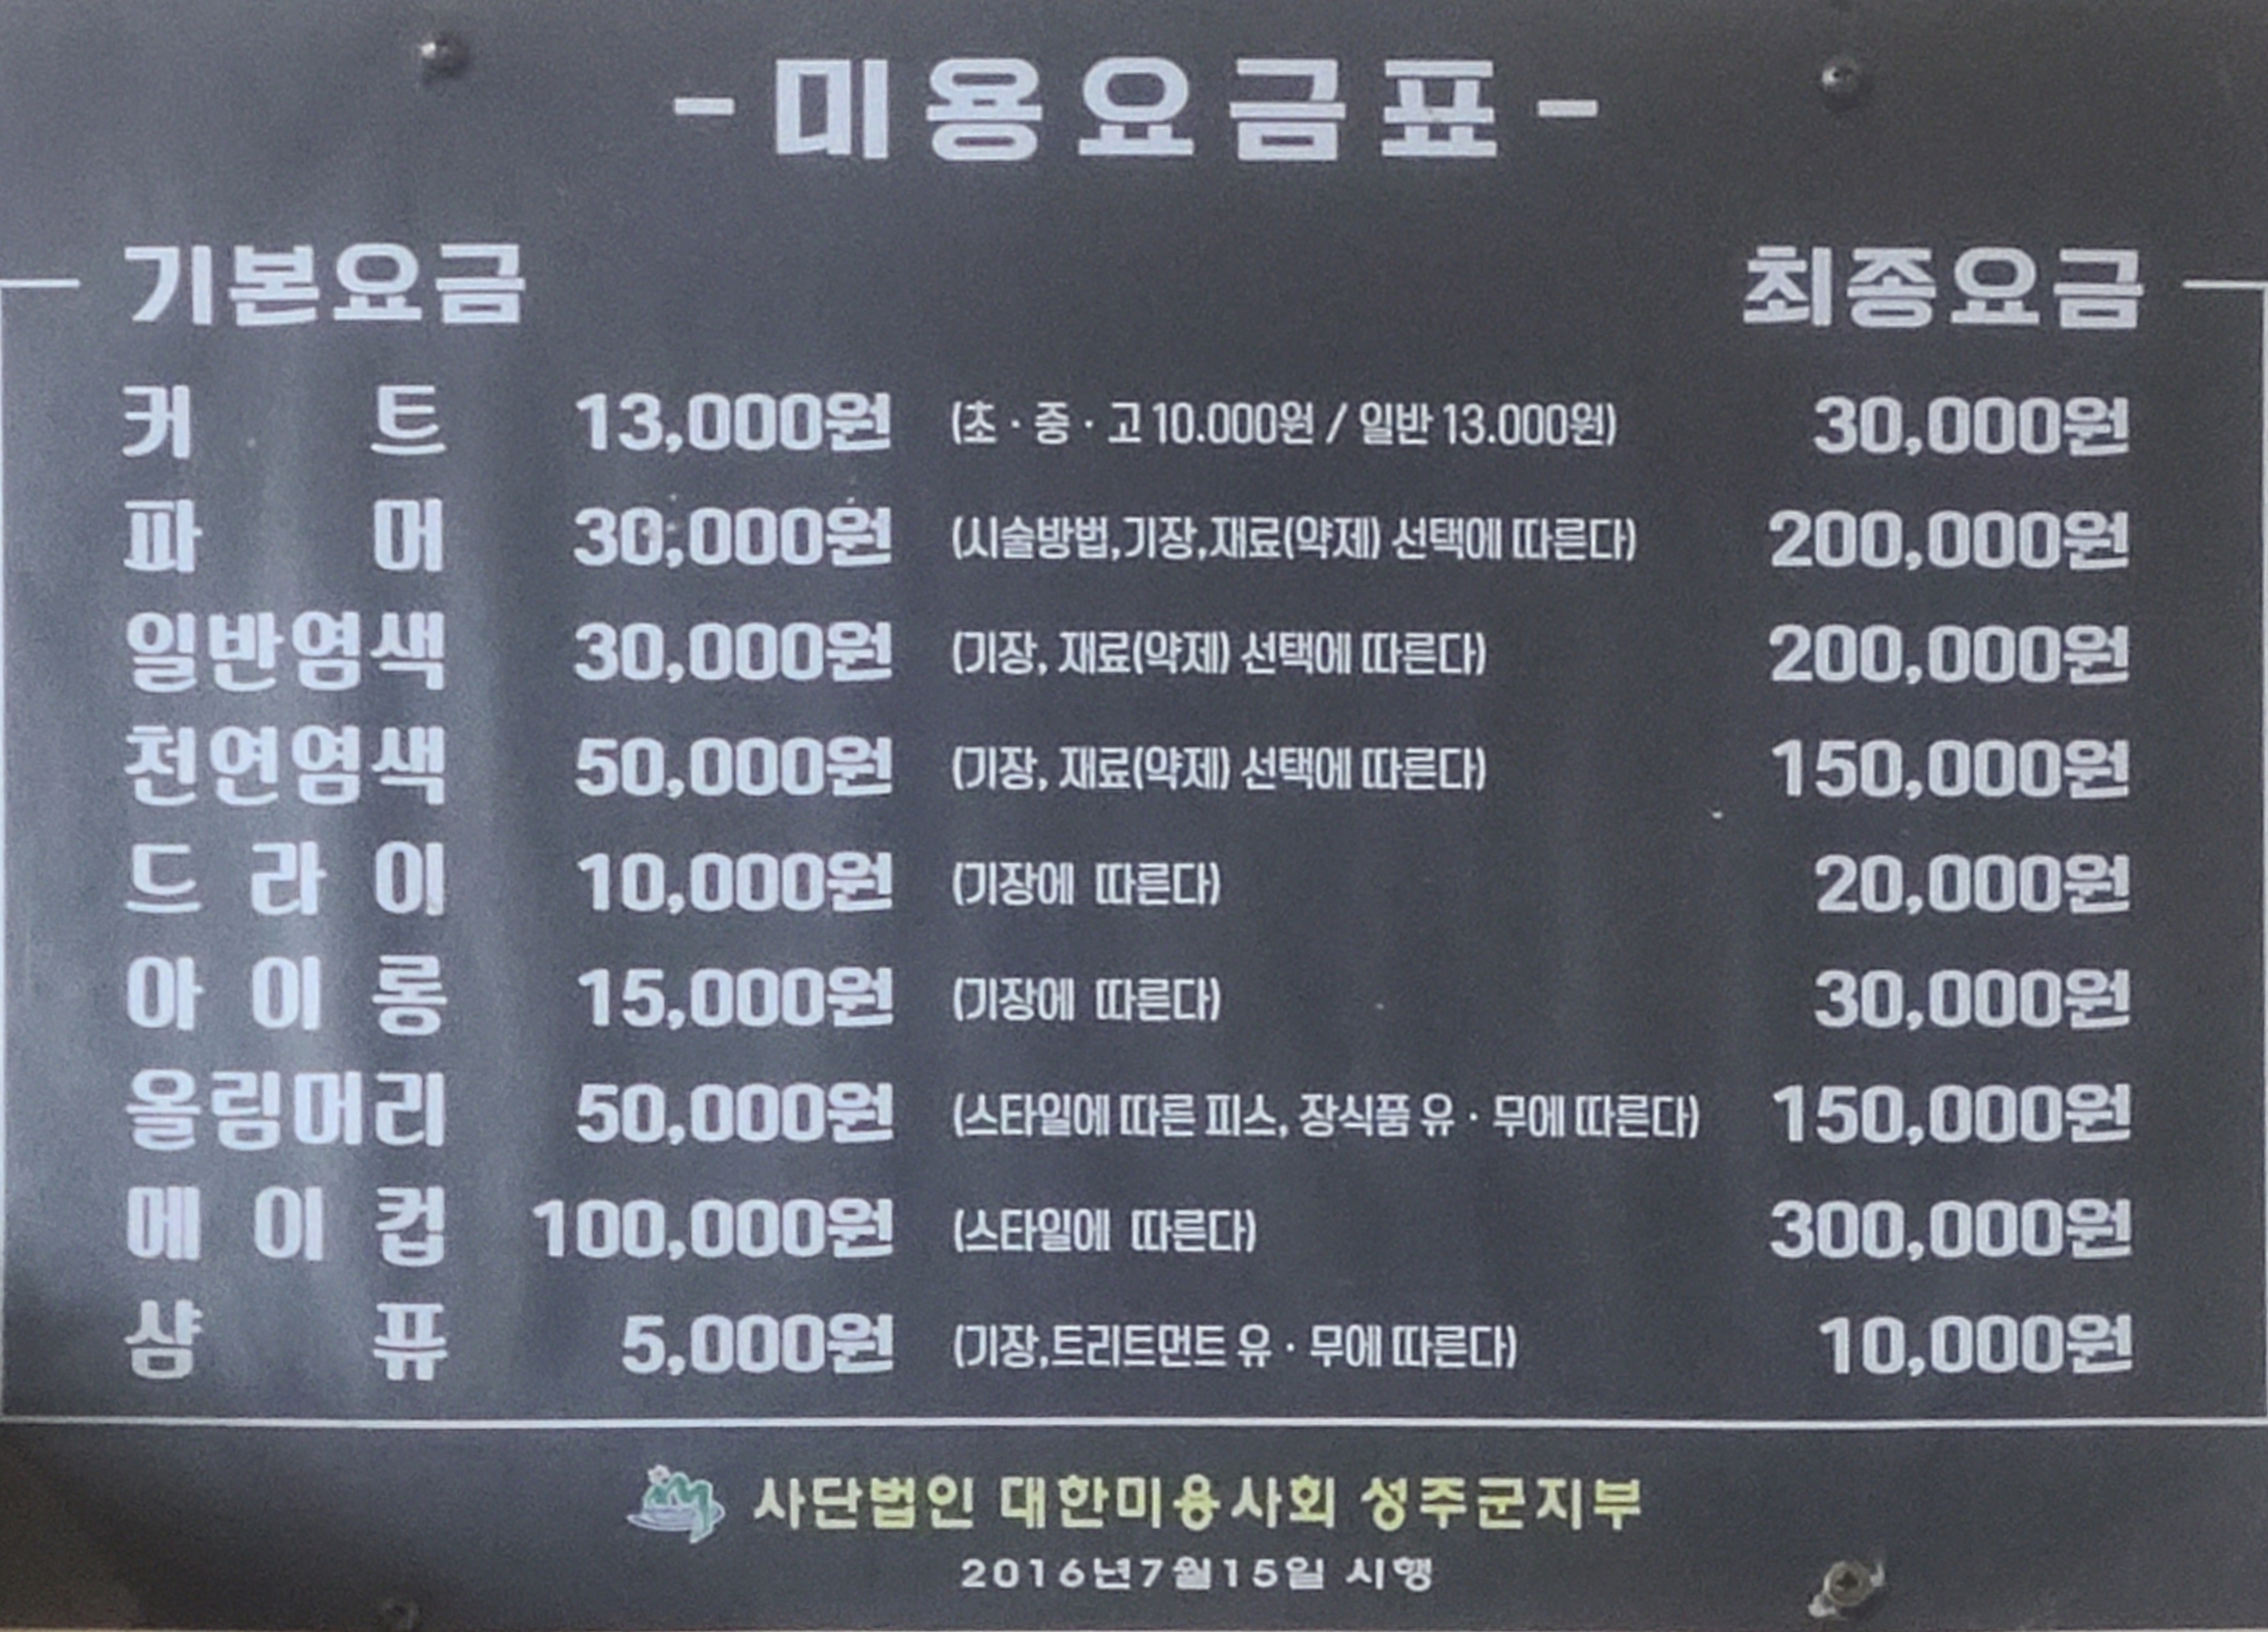 -미용요금표-
기본요금 최종요금
커트 13,000원 (초·중·고 10.000원 / 일반 13.000원) 30,000원
파머 30,000원 (시술방법,기장,재료(약제) 선택에 따른다) 200,000원
일반염색 30,000원 (기장, 재료(약제) 선택에 따른다) 200,000원
천연염색 50,000원 (기장, 재료(약제) 선택에 따른다) 150,000원
드라이 10,000원 (기장에 따른다) 20,000원
아이롱 15,000원 (기장에 따른다) 30,000원
올림머리 50,000원 (스타일에 따른 피스, 장식품 유·무에 따른다) 150,000원
메이컵 100,000원 (스타일에 따른다) 300,000원
샴퓨 5,000원 (기장,트리트먼트 유·무에 따른다) 10,000원
사단법인 대한미용사회 성주군지부
2016년7월15일 시행